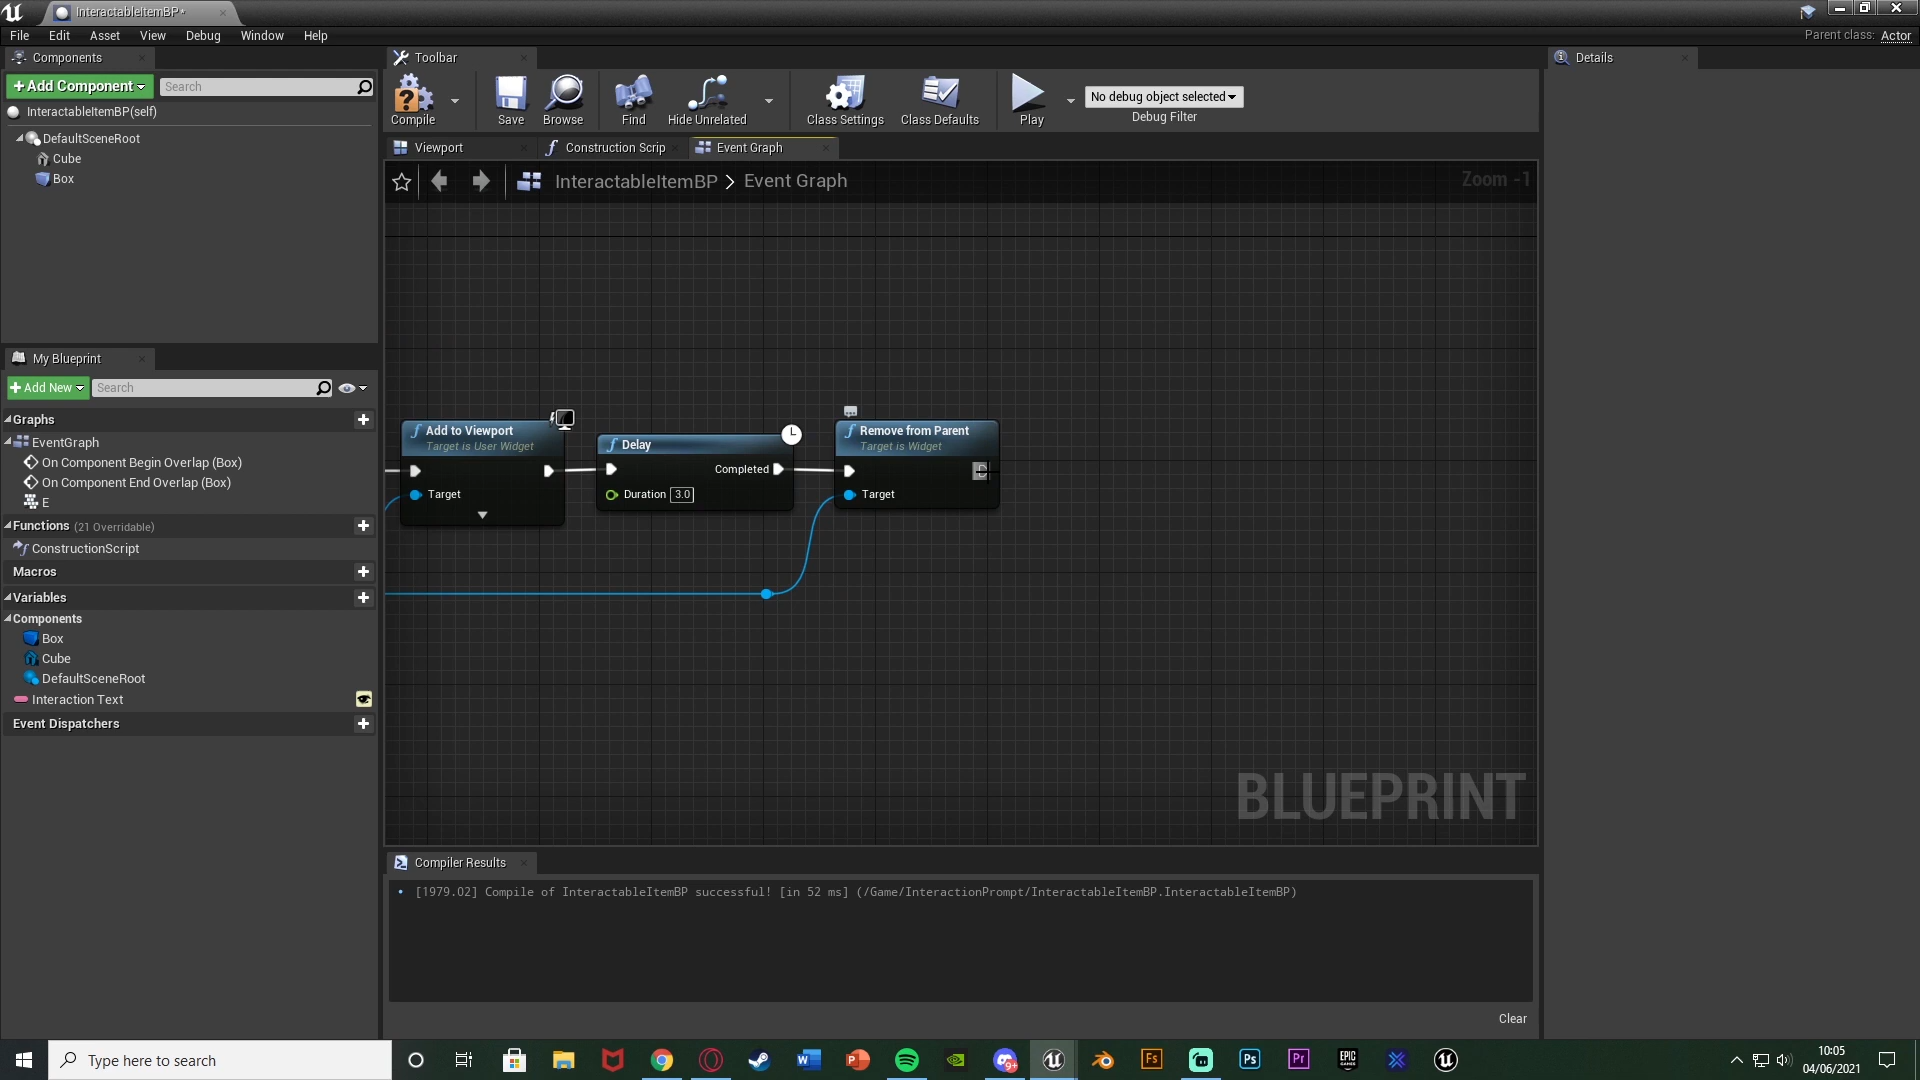 InteractableItemBP*
File Edit Asset View Debug Window Help
Parent class: Actor
Components
Toolbar
Details
+Add Component
Search
InteractableItemBP(self)
DefaultSceneRoot
Cube
Box
Compile
Save
Browse
Find
Hide Unrelated
Class Settings
Class Defaults
Play
No debug object selected
Debug Filter
Viewport
Construction Scrip
Event Graph
InteractableItemBP > Event Graph
Zoom -1
My Blueprint
+Add New
Search
Graphs
EventGraph
On Component Begin Overlap (Box)
On Component End Overlap (Box)
E
Functions (21 Overridable)
ConstructionScript
Macros
Variables
Components
Box
Cube
DefaultSceneRoot
Interaction Text
Event Dispatchers
Add to Viewport
Target is User Widget
Target
Delay
Completed
Duration 3.0
Remove from Parent
Target is Widget
Target
BLUEPRINT
Compiler Results
• [1979.02] Compile of InteractableItemBP successful! [in 52 ms] (/Game/InteractionPrompt/InteractableItemBP.InteractableItemBP)
Clear
Type here to search
10:05
04/06/2021